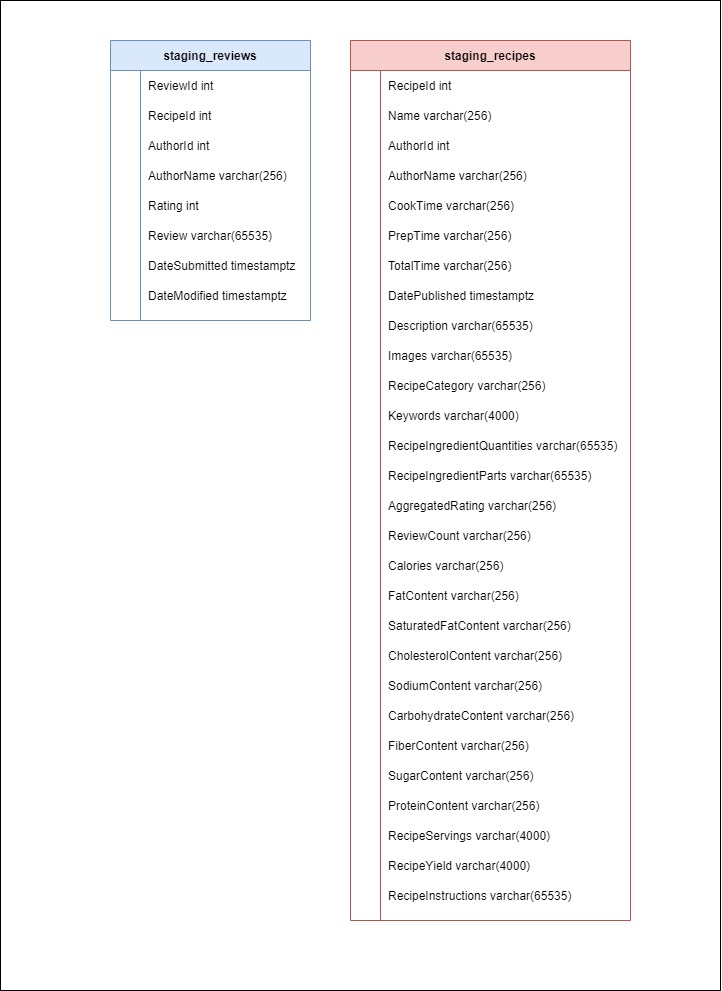 staging_reviews
ReviewId int
RecipeId int
AuthorId int
AuthorName varchar(256)
Rating int
Review varchar(65535)
DateSubmitted timestamptz
DateModified timestamptz
staging_recipes
RecipeId int
Name varchar(256)
AuthorId int
AuthorName varchar(256)
CookTime varchar(256)
PrepTime varchar(256)
TotalTime varchar(256)
DatePublished timestamptz
Description varchar(65535)
Images varchar(65535)
RecipeCategory varchar(256)
Keywords varchar(4000)
RecipeIngredientQuantities varchar(65535)
RecipeIngredientParts varchar(65535)
AggregatedRating varchar(256)
ReviewCount varchar(256)
Calories varchar(256)
FatContent varchar(256)
SaturatedFatContent varchar(256)
CholesterolContent varchar(256)
SodiumContent varchar(256)
CarbohydrateContent varchar(256)
FiberContent varchar(256)
SugarContent varchar(256)
ProteinContent varchar(256)
RecipeServings varchar(4000)
RecipeYield varchar(4000)
RecipeInstructions varchar(65535)